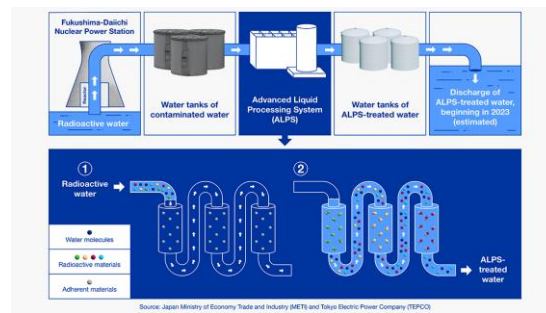 Fukushima-Daiichi
Nuclear Power Station
Reactor
Radioactive water
Water tanks of
contaminated water
Advanced Liquid
Processing System
(ALPS)
Water tanks of
ALPS-treated water
Discharge of
ALPS-treated water,
beginning in 2023
(estimated)
1
Radioactive
water
2
Water molecules
Radioactive materials
Adherent materials
ALPS-
treated
water
Source: Japan Ministry of Economy Trade and Industry (METI) and Tokyo Electric Power Company (TEPCO)